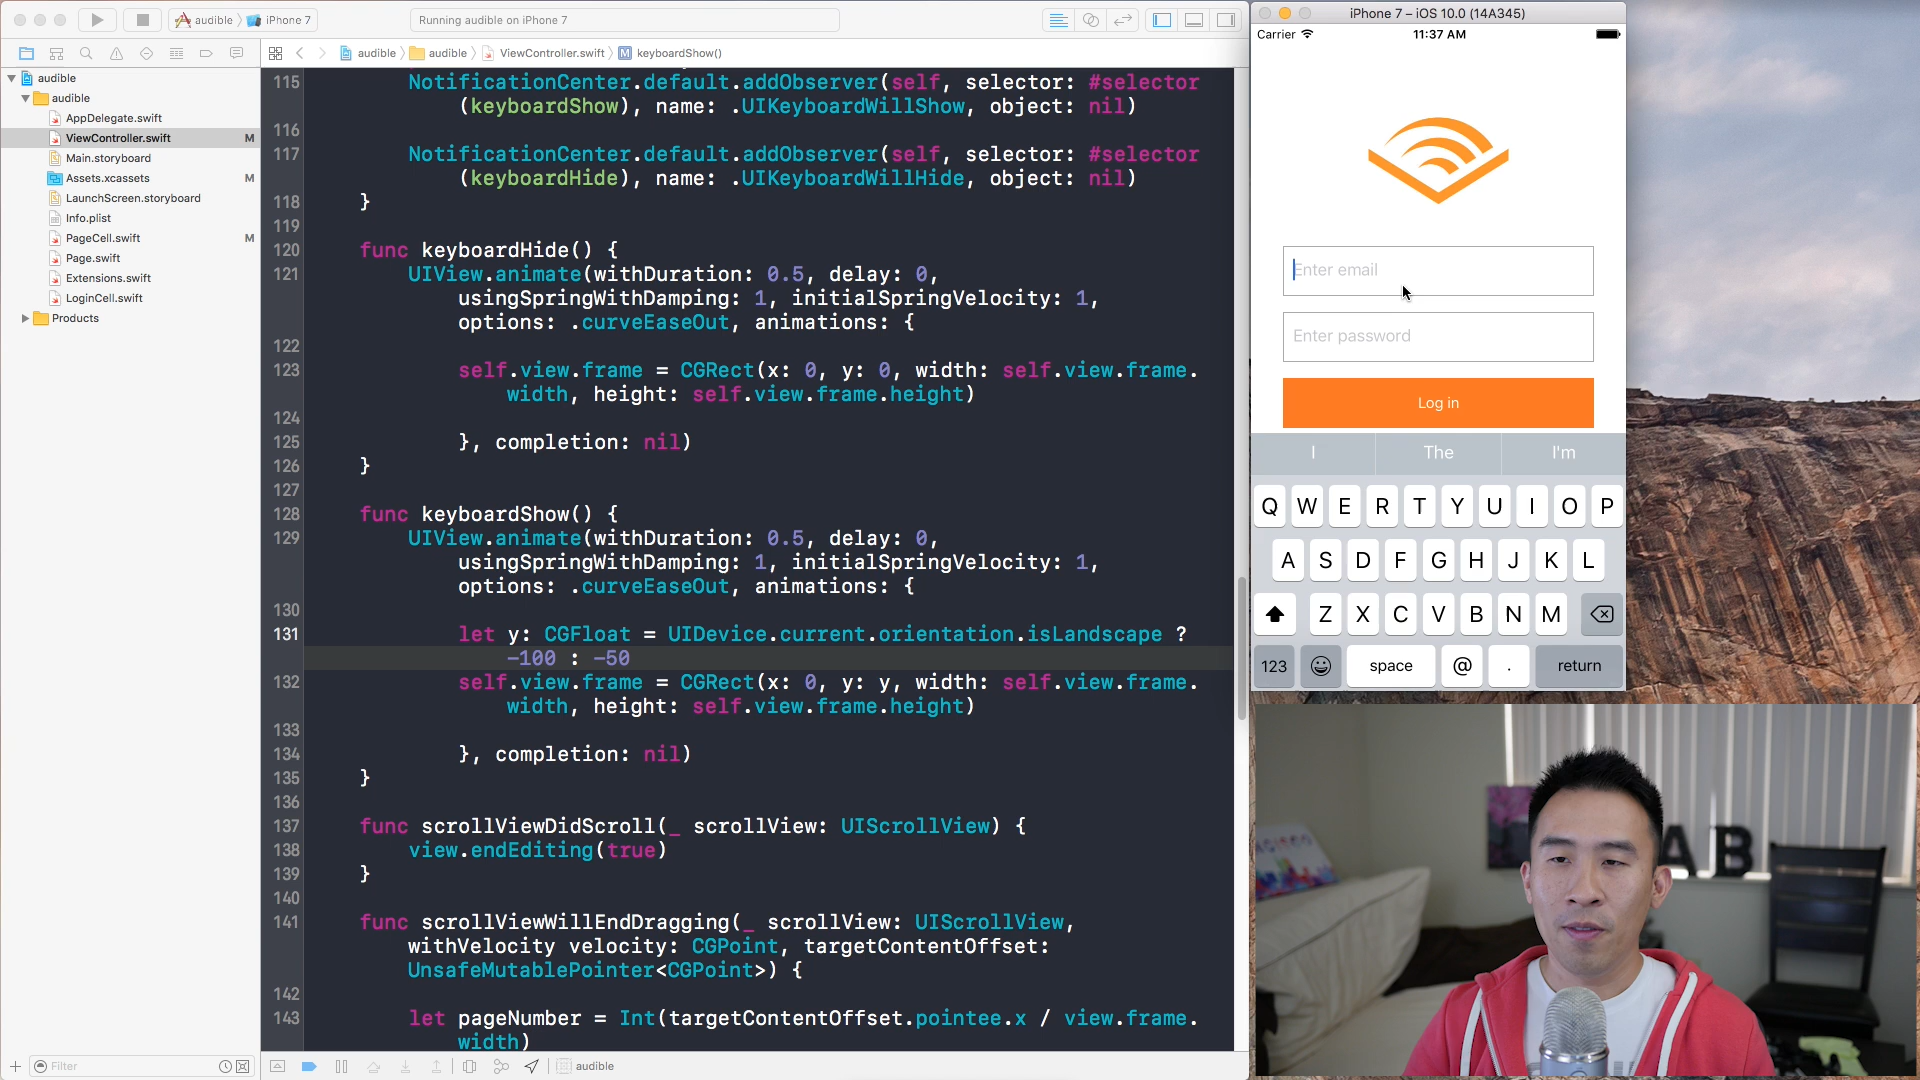 audible
iPhone 7
Running audible on iPhone 7
audible
audible
ViewController.swift
M
keyboardShow()
audible
audible
AppDelegate.swift
ViewController.swift M
Main.storyboard
Assets.xcassets M
LaunchScreen.storyboard
Info.plist
PageCell.swift M
Page.swift
Extensions.swift
LoginCell.swift
Products
Filter
115 NotificationCenter.default.addObserver(self, selector: #selector
(keyboardShow), name: .UIKeyboardWillShow, object: nil)
116
117 NotificationCenter.default.addObserver(self, selector: #selector
(keyboardHide), name: .UIKeyboardWillHide, object: nil)
118 }
119
120 func keyboardHide() {
121 UIView.animate(withDuration: 0.5, delay: 0,
usingSpringWithDamping: 1, initialSpringVelocity: 1,
options: .curveEaseOut, animations: {
122
123 self.view.frame = CGRect(x: 0, y: 0, width: self.view.frame.
width, height: self.view.frame.height)
124
125 }, completion: nil)
126 }
127
128 func keyboardShow() {
129 UIView.animate(withDuration: 0.5, delay: 0,
usingSpringWithDamping: 1, initialSpringVelocity: 1,
options: .curveEaseOut, animations: {
130
131 let y: CGFloat = UIDevice.current.orientation.isLandscape ?
-100 : -50
132 self.view.frame = CGRect(x: 0, y: y, width: self.view.frame.
width, height: self.view.frame.height)
133
134 }, completion: nil)
135 }
136
137 func scrollViewDidScroll(_ scrollView: UIScrollView) {
138 view.endEditing(true)
139 }
140
141 func scrollViewWillEndDragging(_ scrollView: UIScrollView,
withVelocity velocity: CGPoint, targetContentOffset:
UnsafeMutablePointer<CGPoint>) {
142
143 let pageNumber = Int(targetContentOffset.pointee.x / view.frame.
width)
audible
iPhone 7 – iOS 10.0 (14A345)
Carrier 11:37 AM
Enter email
Enter password
Log in
I The I'm
Q W E R T Y U I O P
A S D F G H J K L
Z X C V B N M
123 space @ . return
AB